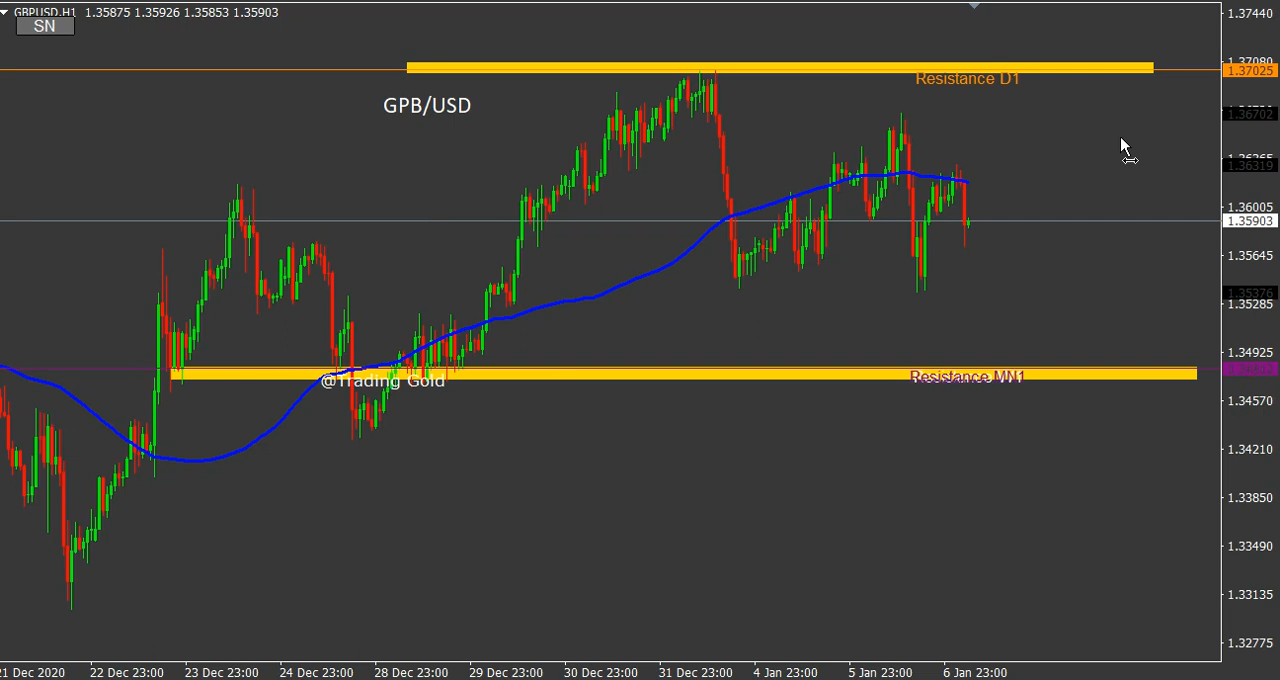 GBPUSD,H1 1.35875 1.35926 1.35853 1.35903
SN
1.37440
1.37080
1.37025
Resistance D1
GPB/USD
1.36702
1.36319
1.36005
1.35903
1.35645
1.35376
1.35285
1.34925
Resistance MN1
@Trading Gold
1.34570
1.34210
1.33850
1.33490
1.33135
1.32775
21 Dec 2020 22 Dec 23:00 23 Dec 23:00 24 Dec 23:00 28 Dec 23:00 29 Dec 23:00 30 Dec 23:00 31 Dec 23:00 4 Jan 23:00 5 Jan 23:00 6 Jan 23:00